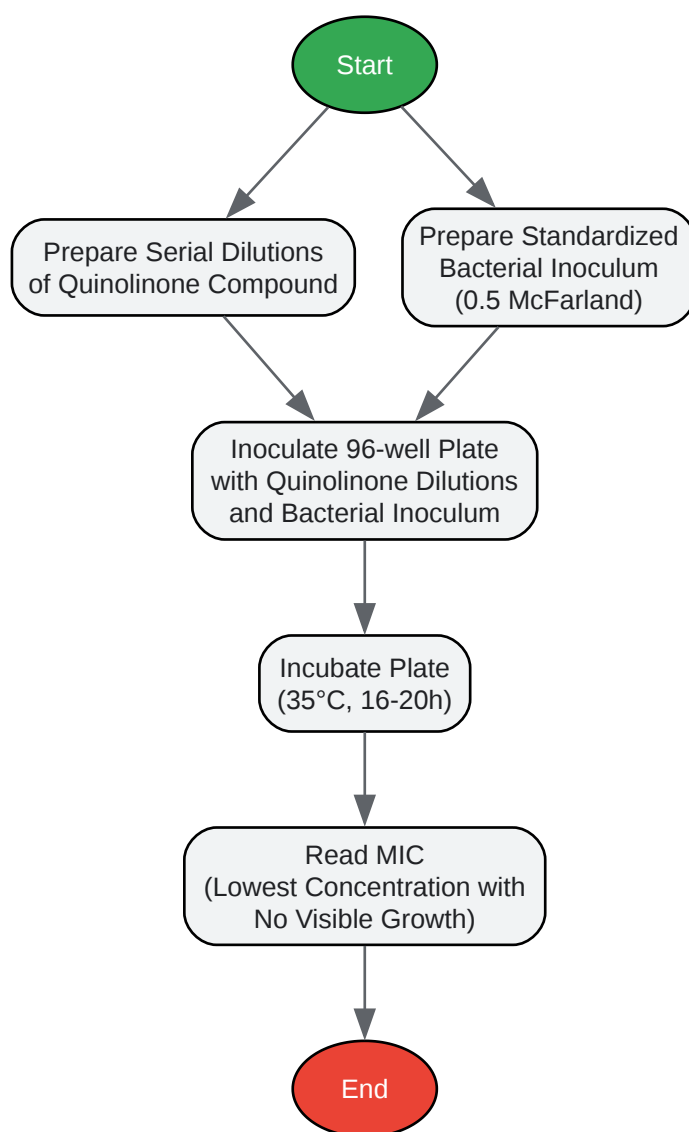 Start
Prepare Serial Dilutions
of Quinolinone Compound
Prepare Standardized
Bacterial Inoculum
(0.5 McFarland)
Inoculate 96-well Plate
with Quinolinone Dilutions
and Bacterial Inoculum
Incubate Plate
(35°C, 16-20h)
Read MIC
(Lowest Concentration with
No Visible Growth)
End